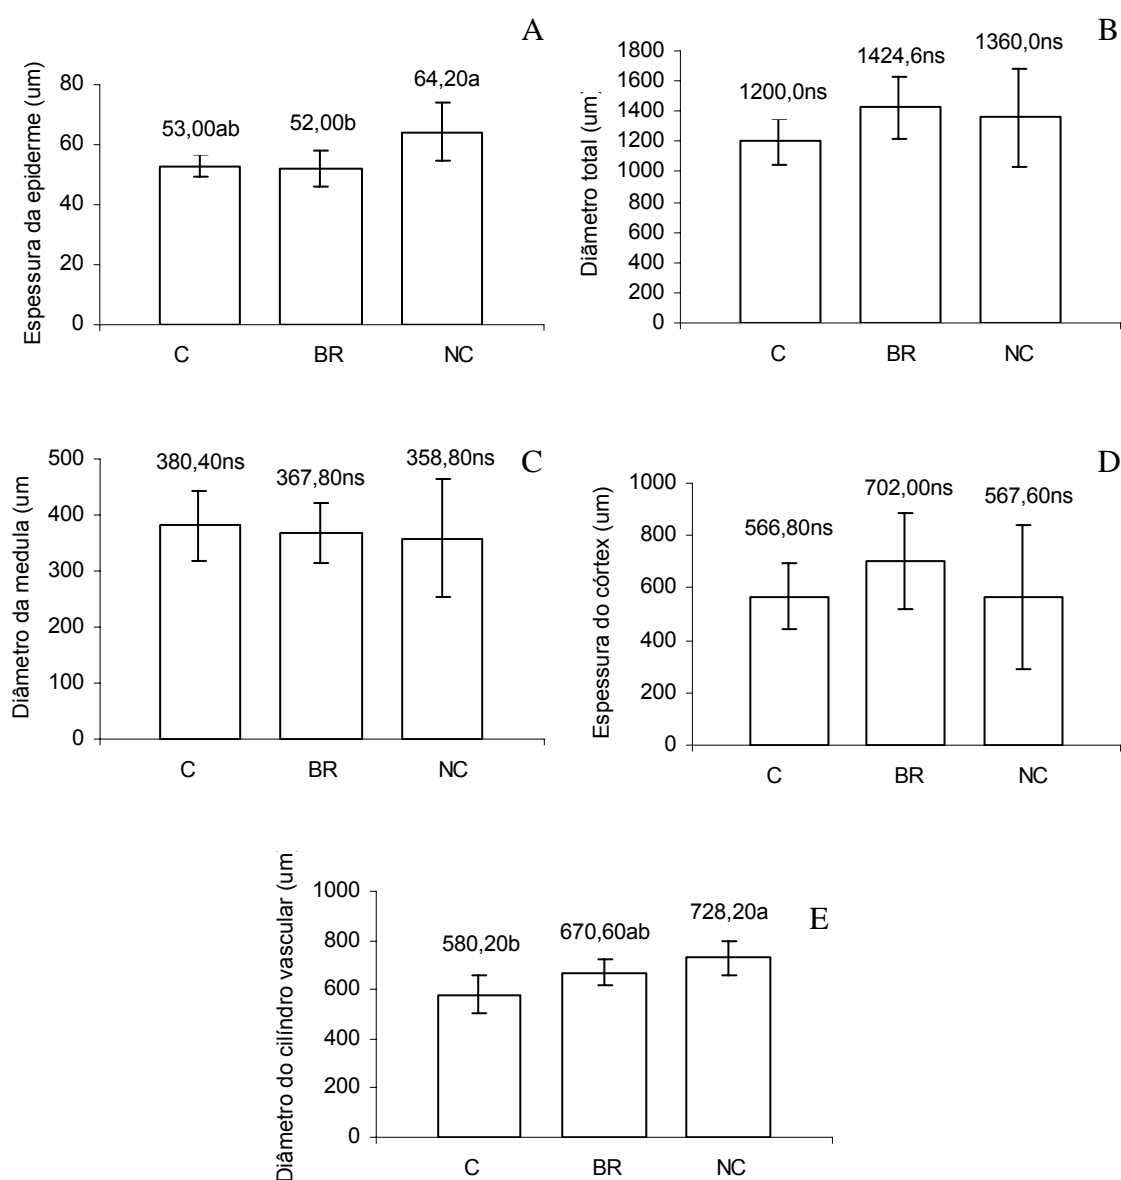 A
Espessura da epiderme (um)
80
60
40
20
0
53,00ab
52,00b
64,20a
C
BR
NC
B
Diãmetro total (um)
1800
1600
1400
1200
1000
800
600
400
200
0
1200,0ns
1424,6ns
1360,0ns
C
BR
NC
C
Diâmetro da medula (um
500
400
300
200
100
0
380,40ns
367,80ns
358,80ns
C
BR
NC
D
Espessura do córtex (um)
1000
800
600
400
200
0
566,80ns
702,00ns
567,60ns
C
BR
NC
E
Diâmetro do cilíndro vascular (um)
1000
800
600
400
200
0
580,20b
670,60ab
728,20a
C
BR
NC